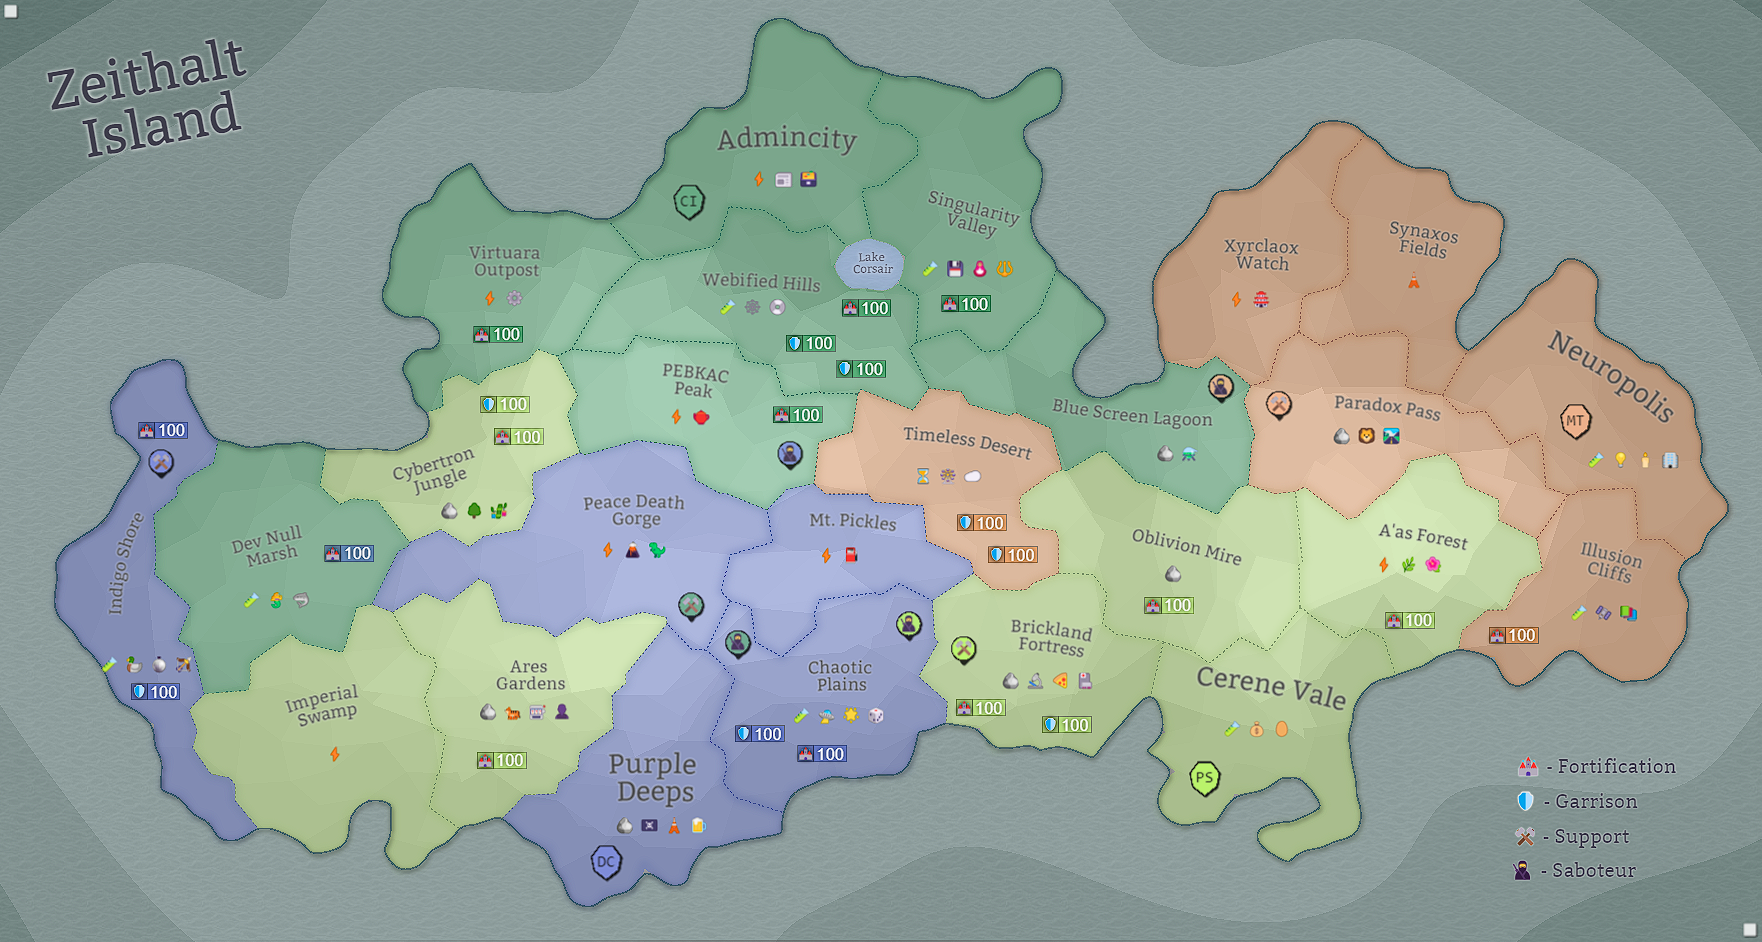 Zeithalt
Island
Admincity
CI
Singularity
Valley
Virtuara
Outpost
Webified Hills
Lake
Corsair
100
100
100
100
100
PEBKAC
Peak
100
Xyrclaox
Watch
Synaxos
Fields
Neuropolis
MT
Blue Screen Lagoon
Paradox Pass
100
100
Cybertron
Jungle
100
Timeless Desert
100
100
Indigo Shore
100
Dev Null
Marsh
100
Peace Death
Gorge
Mt. Pickles
Oblivion Mire
100
A'as Forest
100
Illusion
Cliffs
100
Imperial
Swamp
Ares
Gardens
100
Chaotic
Plains
100
100
Brickland
Fortress
100
100
Cerene Vale
PS
Purple
Deeps
DC
- Fortification
- Garrison
- Support
- Saboteur